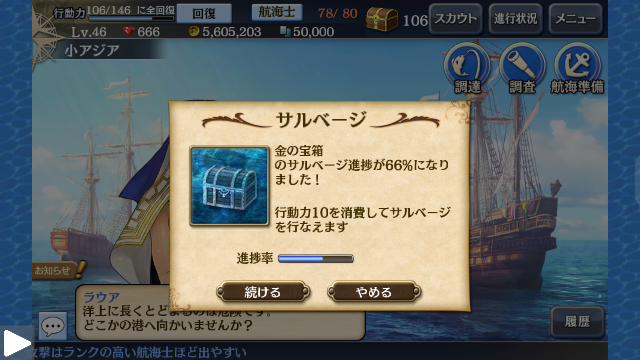 行動力 106/146 に全回復
回復
航海士
78/ 80
106
スカウト
進行状況
メニュー
Lv.46
666
5,605,203
50,000
小アジア
調達
調査
航海準備
サルベージ
金の宝箱
のサルベージ進捗が66%になり
ました！
行動力10を消費してサルベージ
を行なえます
進捗率
続ける
やめる
お知らせ
ラウア
洋上に長くとどまるのは危険です。
どこかの港へ向かいませんか？
履歴
攻撃はランクの高い航海士ほど出やすい